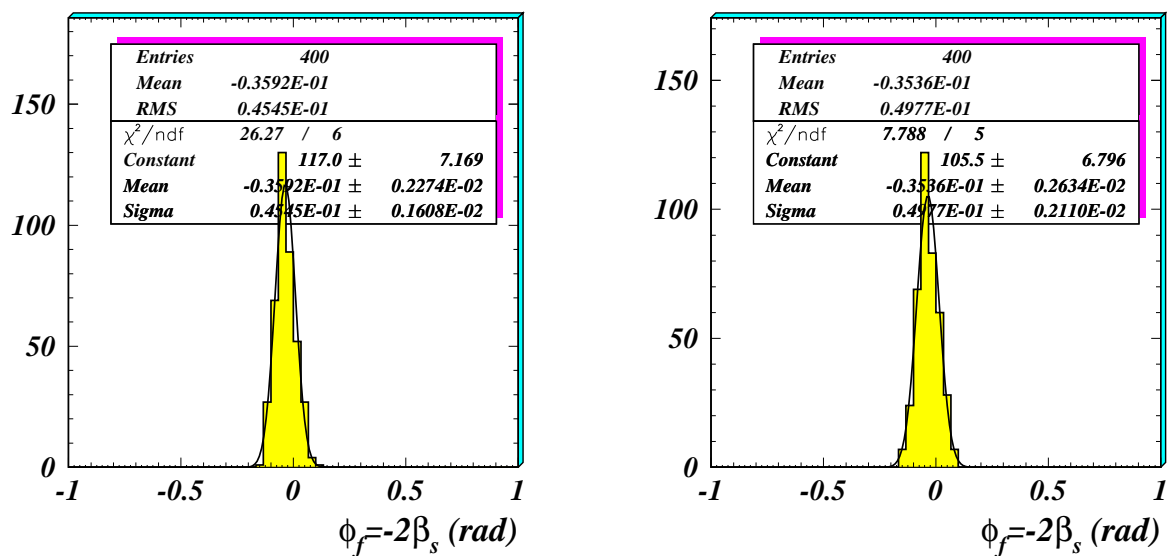 Entries 400
Mean -0.3592E-01
RMS 0.4545E-01
χ²/ndf 26.27 / 6
Constant 117.0 ± 7.169
Mean -0.3592E-01 ± 0.2274E-02
Sigma 0.4545E-01 ± 0.1608E-02
150
100
50
0
-1 -0.5 0 0.5 1
ϕf=-2βs (rad)
Entries 400
Mean -0.3536E-01
RMS 0.4977E-01
χ²/ndf 7.788 / 5
Constant 105.5 ± 6.796
Mean -0.3536E-01 ± 0.2634E-02
Sigma 0.4977E-01 ± 0.2110E-02
150
100
50
0
-1 -0.5 0 0.5 1
ϕf=-2βs (rad)